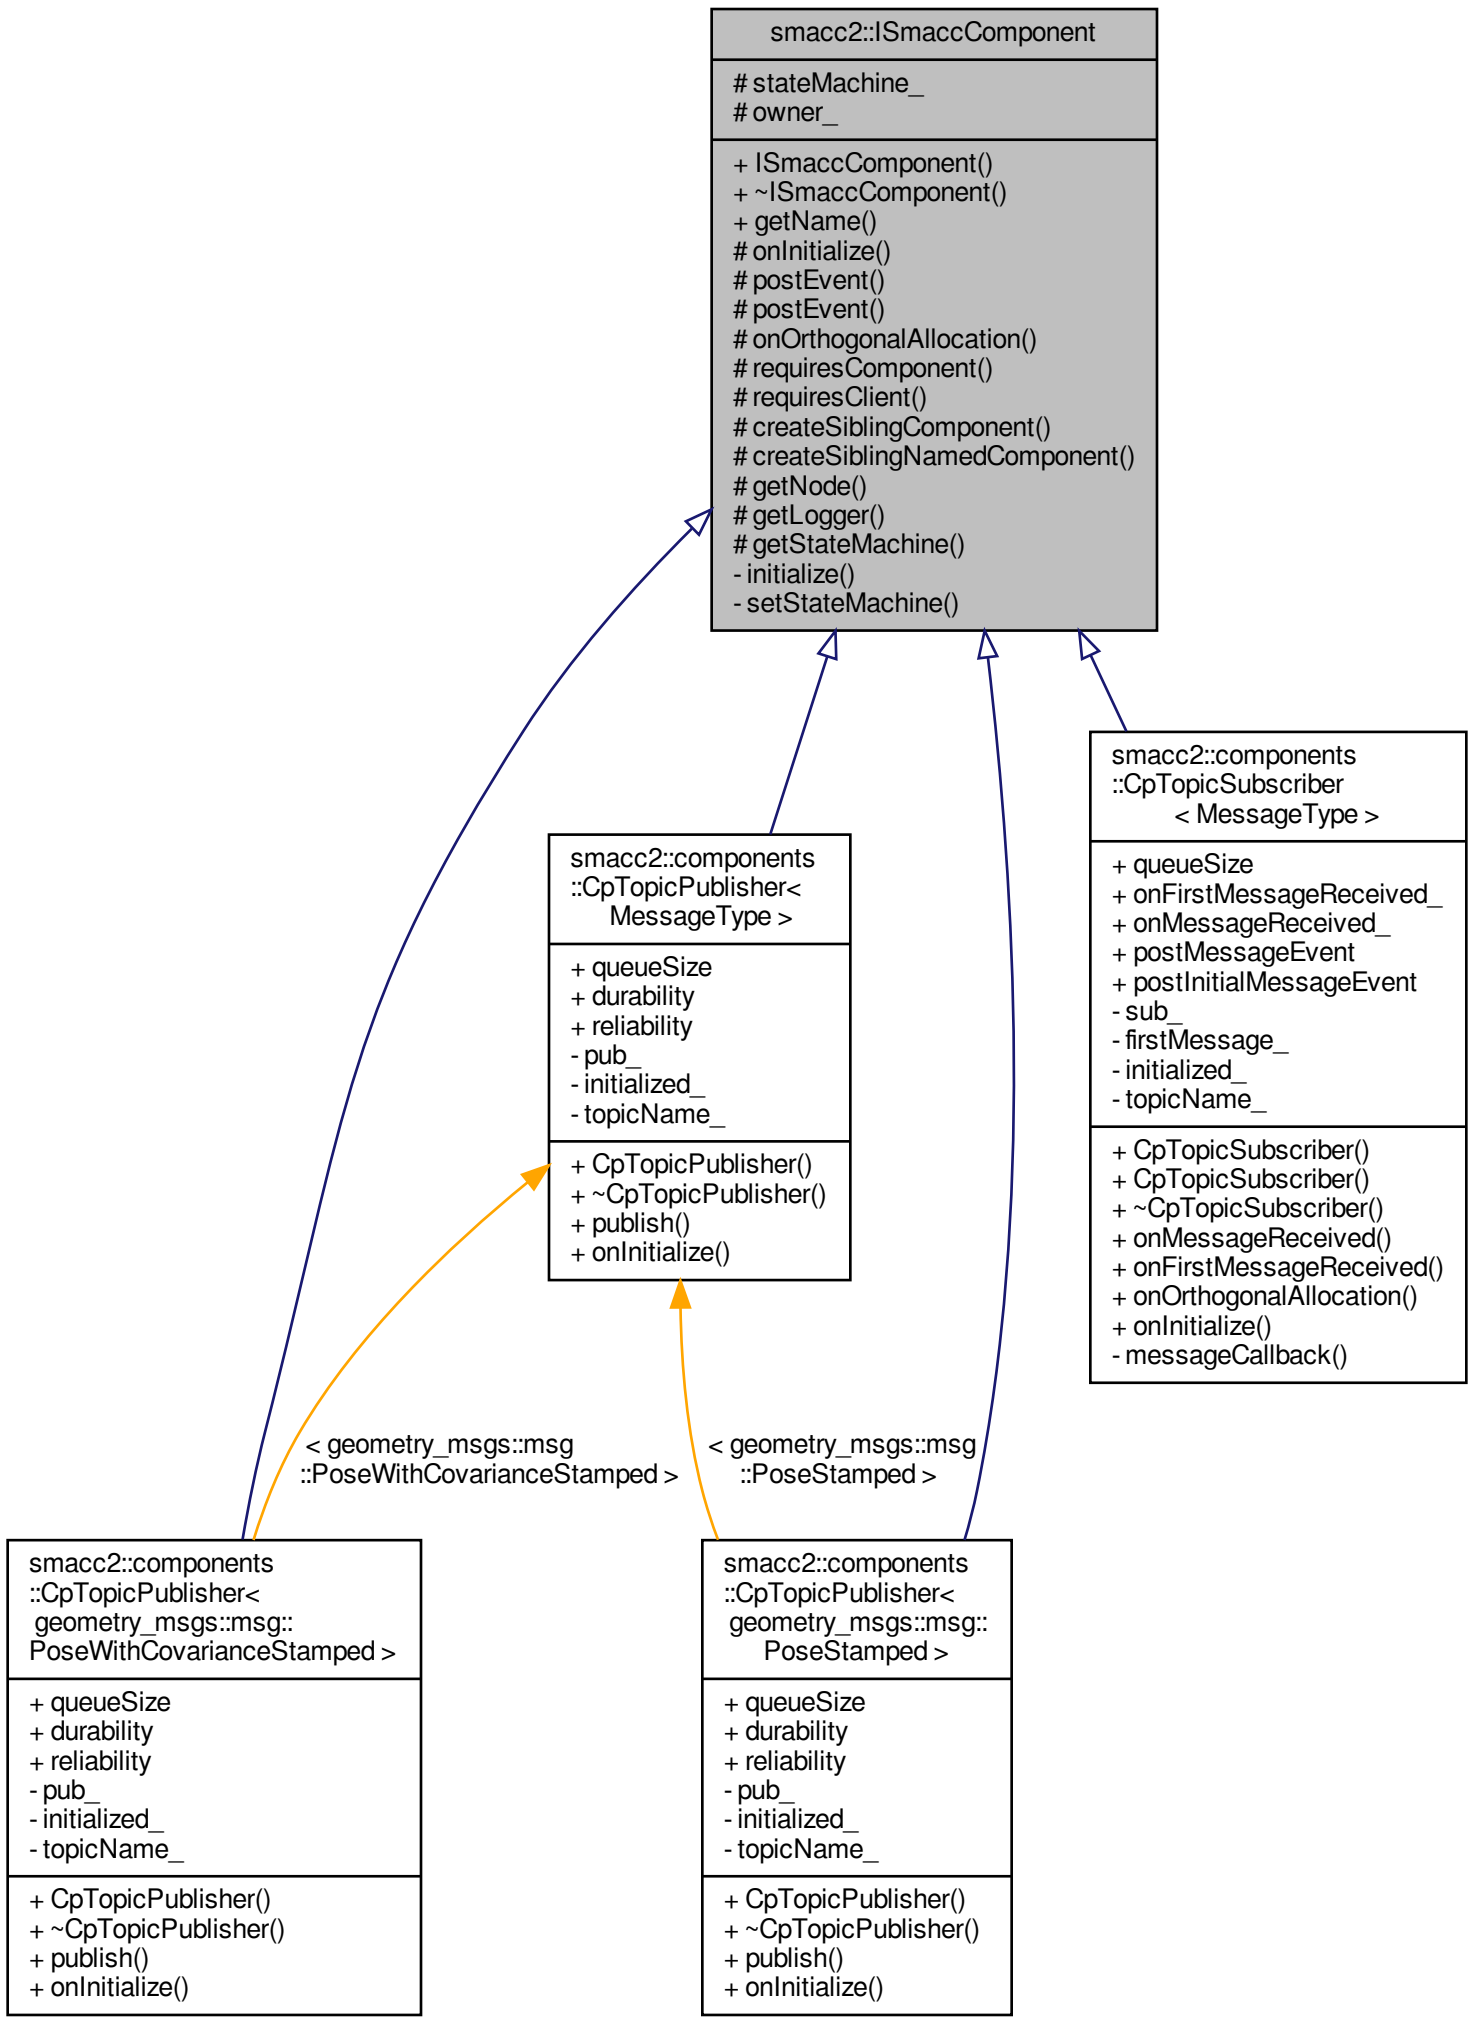 smacc2::ISmaccComponent
# stateMachine_
# owner_
+ ISmaccComponent()
+ ~ISmaccComponent()
+ getName()
# onInitialize()
# postEvent()
# postEvent()
# onOrthogonalAllocation()
# requiresComponent()
# requiresClient()
# createSiblingComponent()
# createSiblingNamedComponent()
# getNode()
# getLogger()
# getStateMachine()
- initialize()
- setStateMachine()
smacc2::components
::CpTopicSubscriber
< MessageType >
+ queueSize
+ onFirstMessageReceived_
+ onMessageReceived_
+ postMessageEvent
+ postInitialMessageEvent
- sub_
- firstMessage_
- initialized_
- topicName_
+ CpTopicSubscriber()
+ CpTopicSubscriber()
+ ~CpTopicSubscriber()
+ onMessageReceived()
+ onFirstMessageReceived()
+ onOrthogonalAllocation()
+ onInitialize()
- messageCallback()
smacc2::components
::CpTopicPublisher<
MessageType >
+ queueSize
+ durability
+ reliability
- pub_
- initialized_
- topicName_
+ CpTopicPublisher()
+ ~CpTopicPublisher()
+ publish()
+ onInitialize()
< geometry_msgs::msg
::PoseWithCovarianceStamped >
< geometry_msgs::msg
::PoseStamped >
smacc2::components
::CpTopicPublisher<
geometry_msgs::msg::
PoseWithCovarianceStamped >
+ queueSize
+ durability
+ reliability
- pub_
- initialized_
- topicName_
+ CpTopicPublisher()
+ ~CpTopicPublisher()
+ publish()
+ onInitialize()
smacc2::components
::CpTopicPublisher<
geometry_msgs::msg::
PoseStamped >
+ queueSize
+ durability
+ reliability
- pub_
- initialized_
- topicName_
+ CpTopicPublisher()
+ ~CpTopicPublisher()
+ publish()
+ onInitialize()